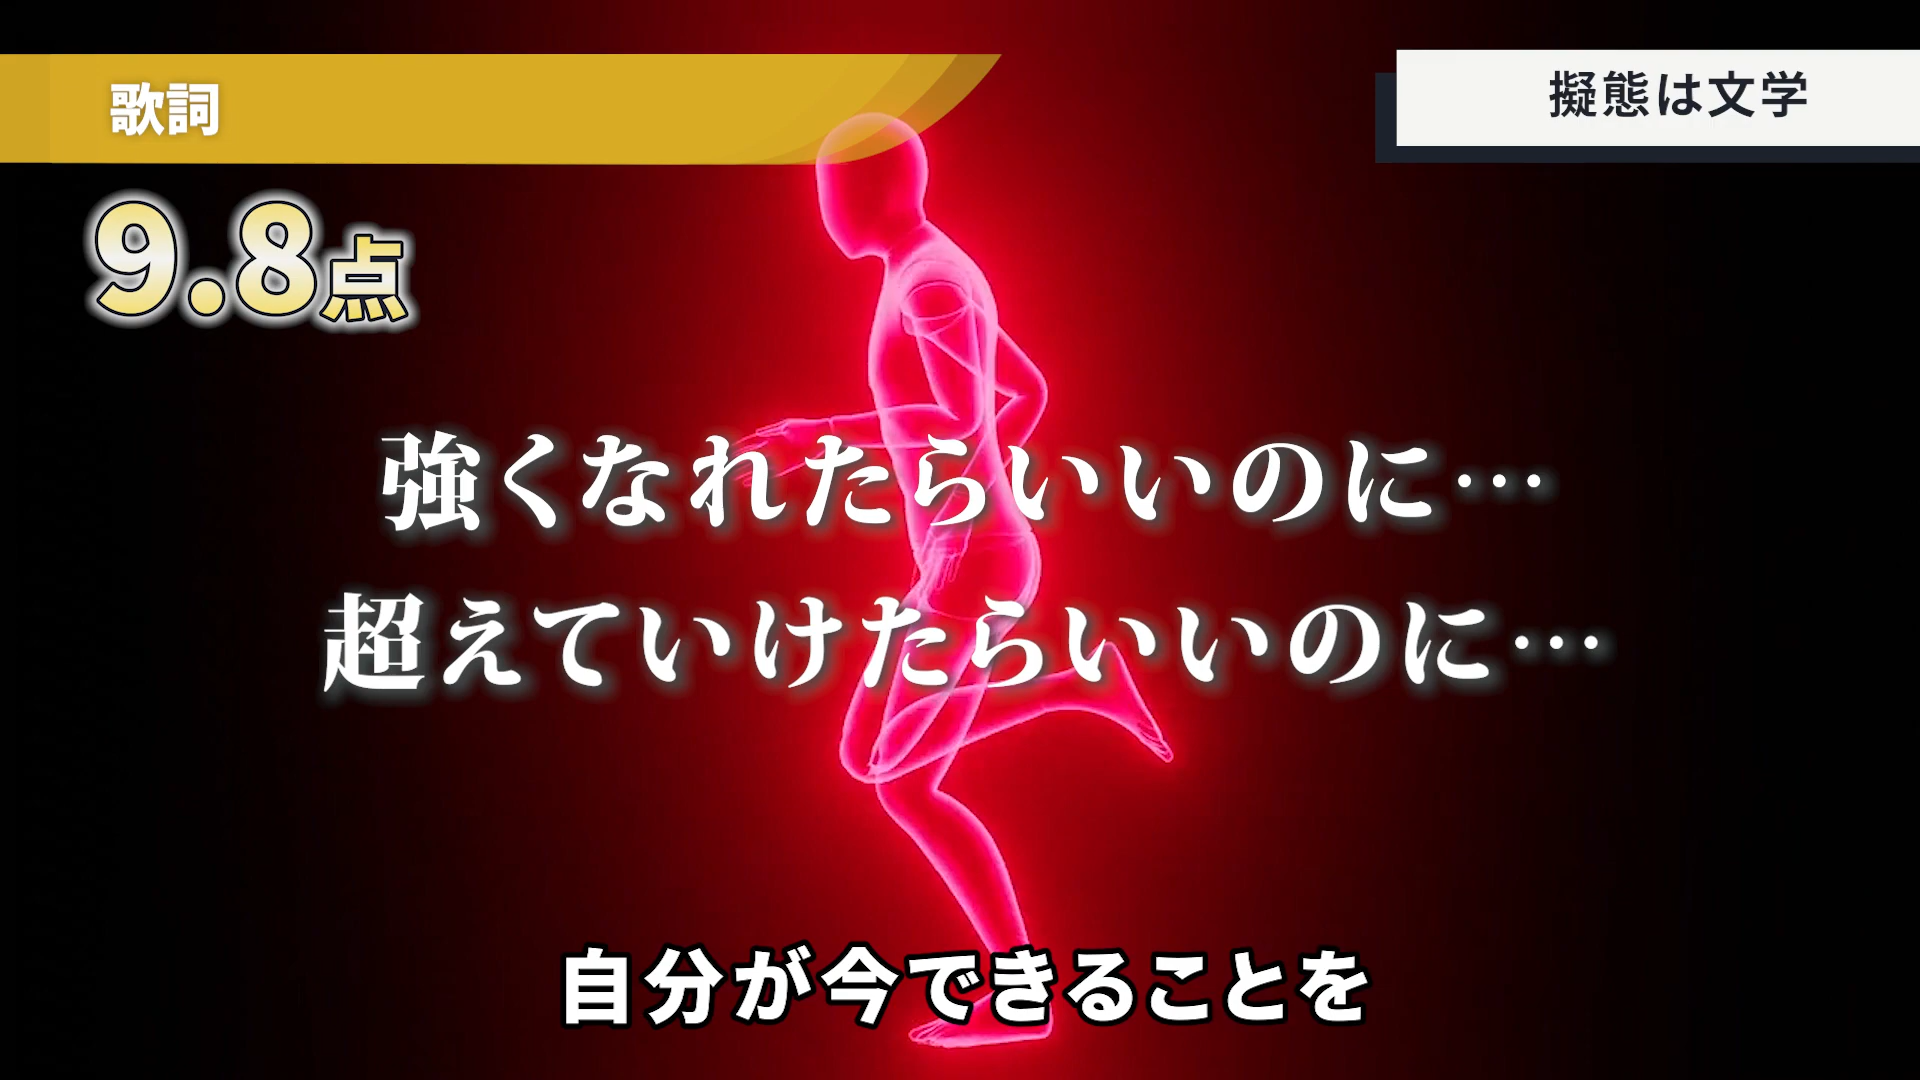 歌詞
擬態は文学
9.8点
強くなれたらいいのに…
超えていけたらいいのに…
自分が今できることを